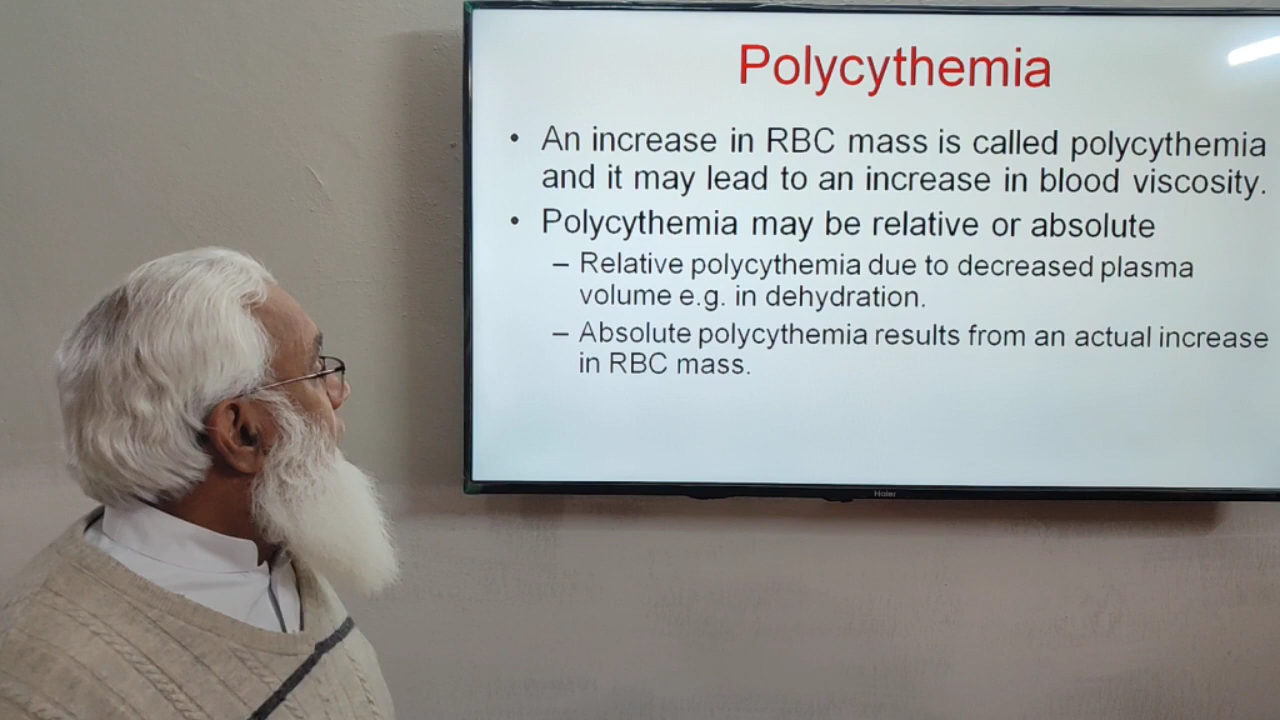 Polycythemia
• An increase in RBC mass is called polycythemia
and it may lead to an increase in blood viscosity.
• Polycythemia may be relative or absolute
– Relative polycythemia due to decreased plasma
volume e.g. in dehydration.
– Absolute polycythemia results from an actual increase
in RBC mass.
Haier